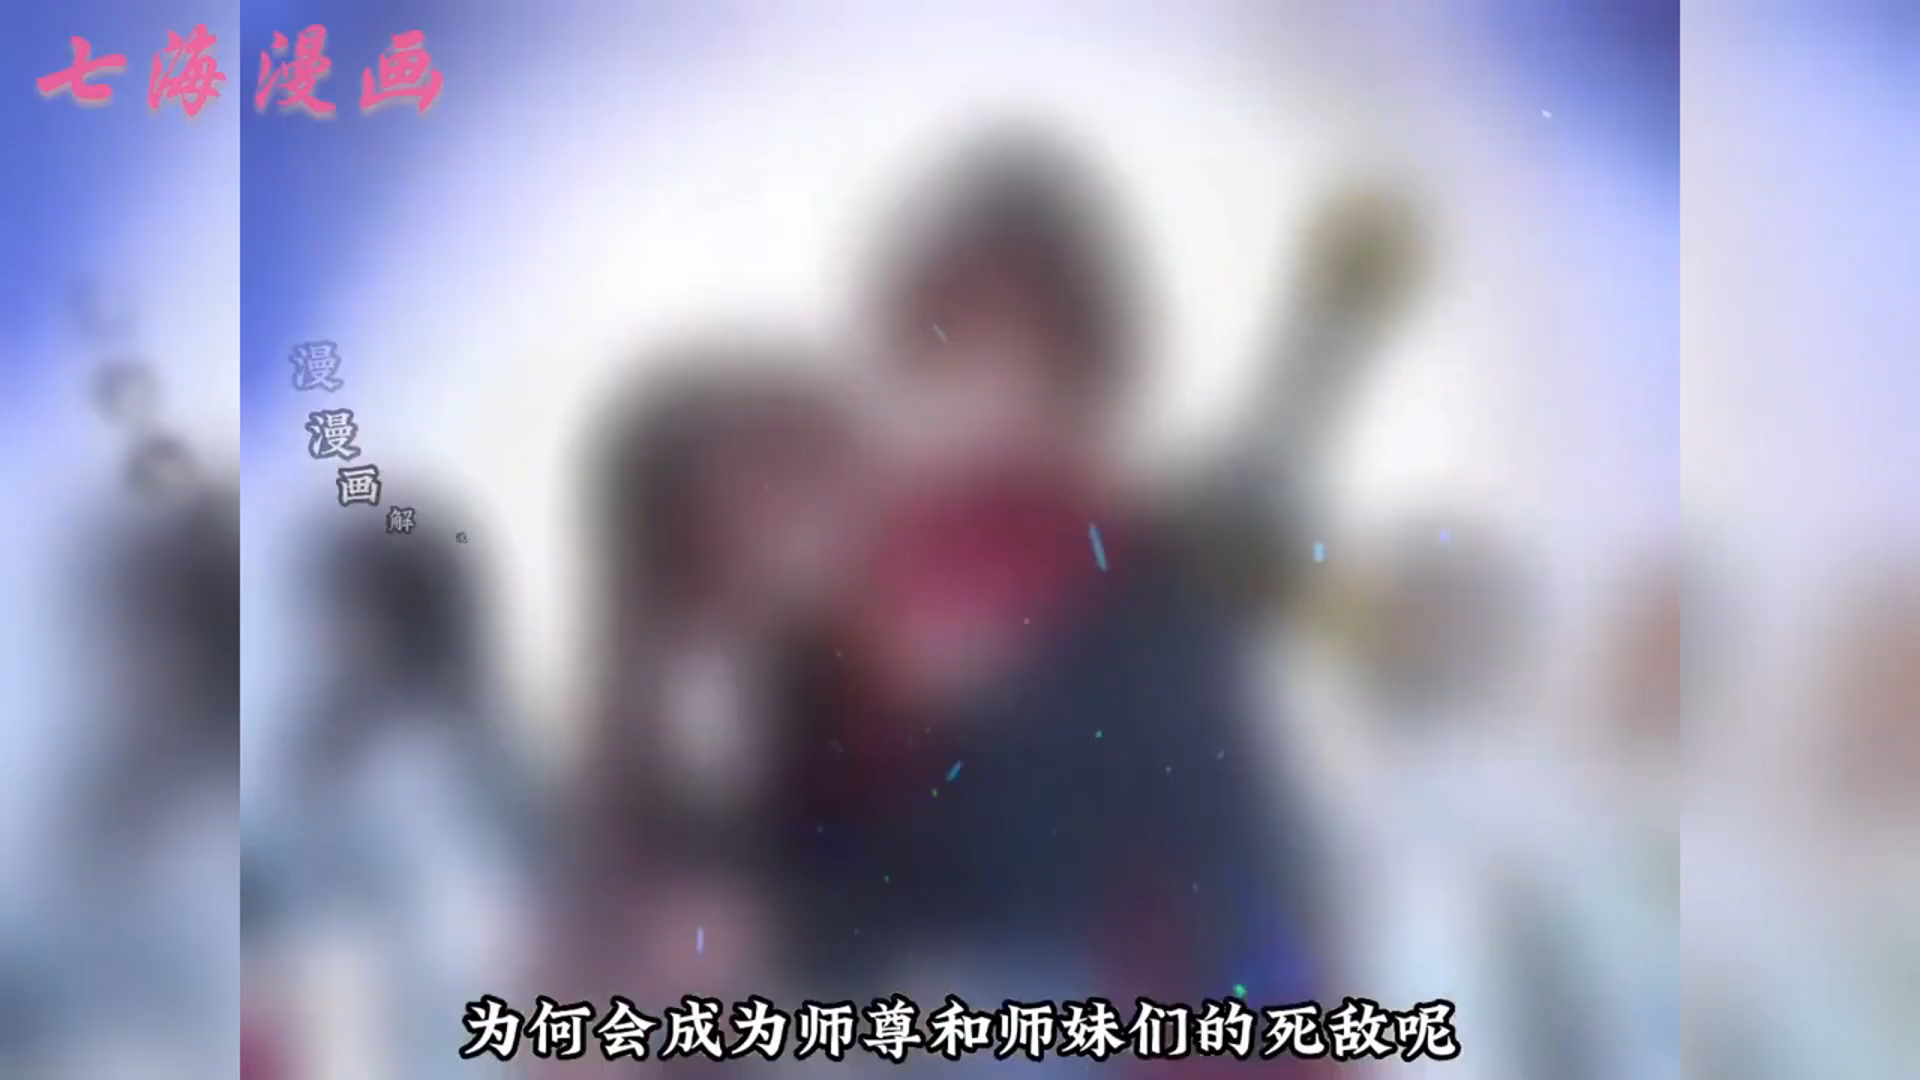 七海漫画
漫
漫画解
为何会成为师尊和师妹们的死敌呢